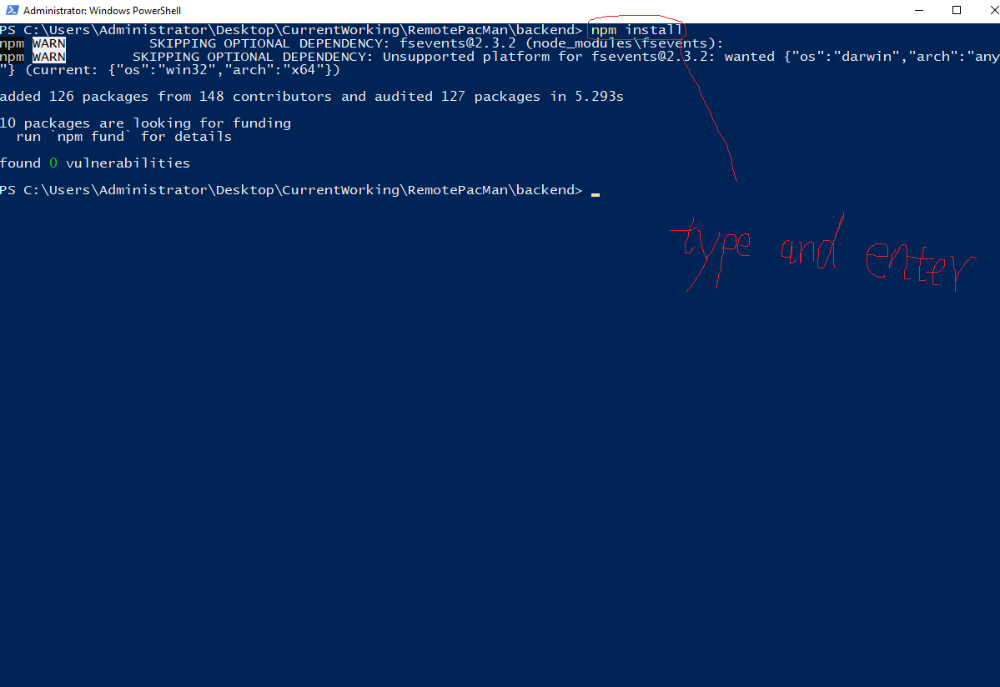 Administrator: Windows PowerShell
PS C:\Users\Administrator\Desktop\CurrentWorking\RemotePacMan\backend> npm install
npm WARN SKIPPING OPTIONAL DEPENDENCY: fsevents@2.3.2 (node_modules\fsevents):
npm WARN SKIPPING OPTIONAL DEPENDENCY: Unsupported platform for fsevents@2.3.2: wanted {"os":"darwin","arch":"any
"} (current: {"os":"win32","arch":"x64"})
added 126 packages from 148 contributors and audited 127 packages in 5.293s
10 packages are looking for funding
run `npm fund` for details
found 0 vulnerabilities
PS C:\Users\Administrator\Desktop\CurrentWorking\RemotePacMan\backend>
type and enter